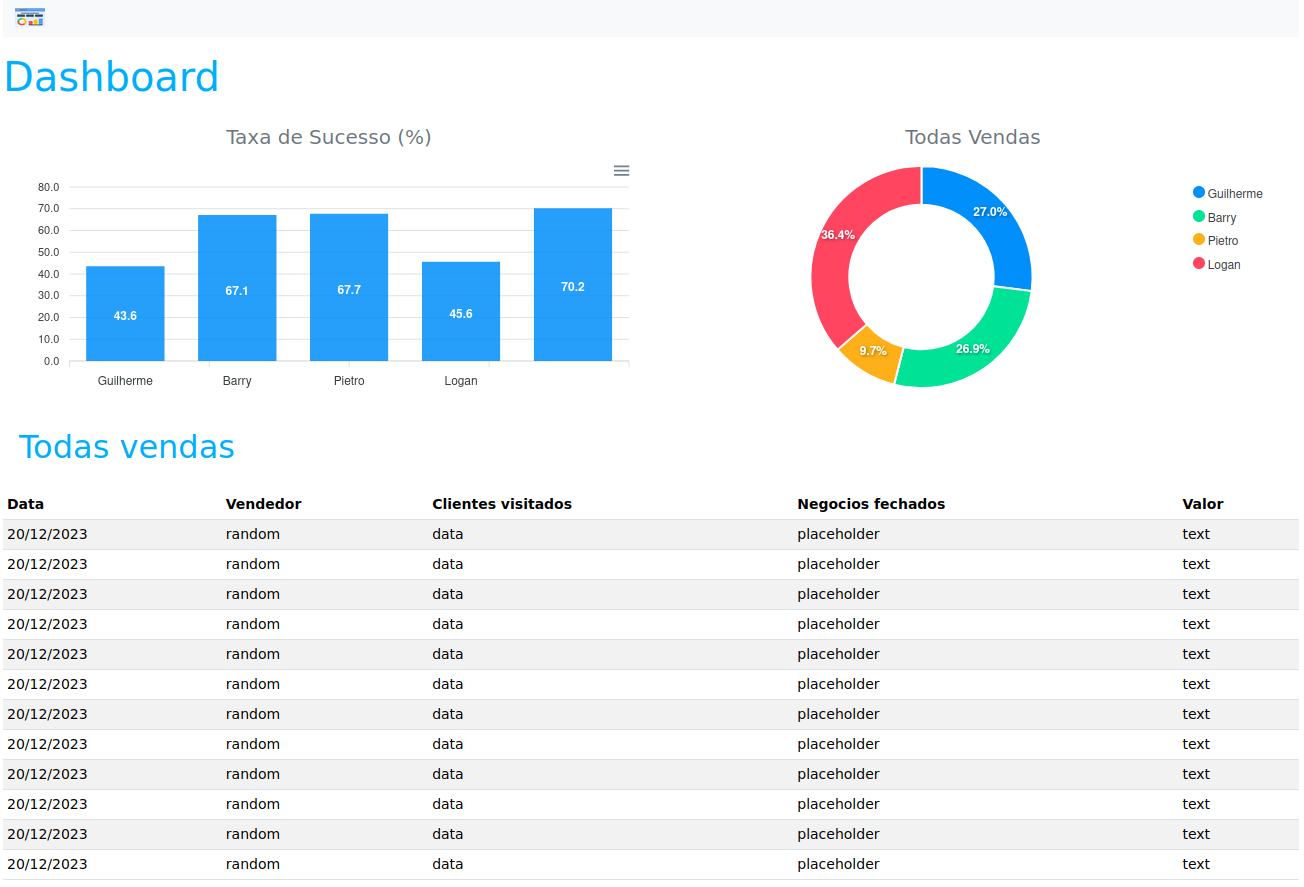 Dashboard
Taxa de Sucesso (%)
80.0
70.0
60.0
50.0
40.0
30.0
20.0
10.0
0.0
43.6
67.1
67.7
45.6
70.2
Guilherme Barry Pietro Logan
Todas Vendas
27.0%
26.9%
9.7%
36.4%
Guilherme
Barry
Pietro
Logan
Todas vendas
Data Vendedor Clientes visitados Negocios fechados Valor
20/12/2023 random data placeholder text
20/12/2023 random data placeholder text
20/12/2023 random data placeholder text
20/12/2023 random data placeholder text
20/12/2023 random data placeholder text
20/12/2023 random data placeholder text
20/12/2023 random data placeholder text
20/12/2023 random data placeholder text
20/12/2023 random data placeholder text
20/12/2023 random data placeholder text
20/12/2023 random data placeholder text
20/12/2023 random data placeholder text